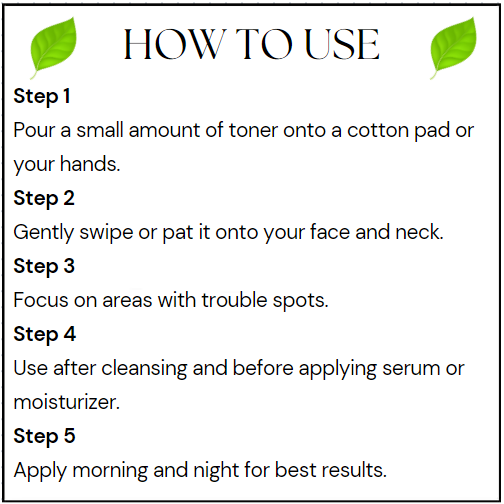 HOW TO USE
Step 1
Pour a small amount of toner onto a cotton pad or
your hands.
Step 2
Gently swipe or pat it onto your face and neck.
Step 3
Focus on areas with trouble spots.
Step 4
Use after cleansing and before applying serum or
moisturizer.
Step 5
Apply morning and night for best results.